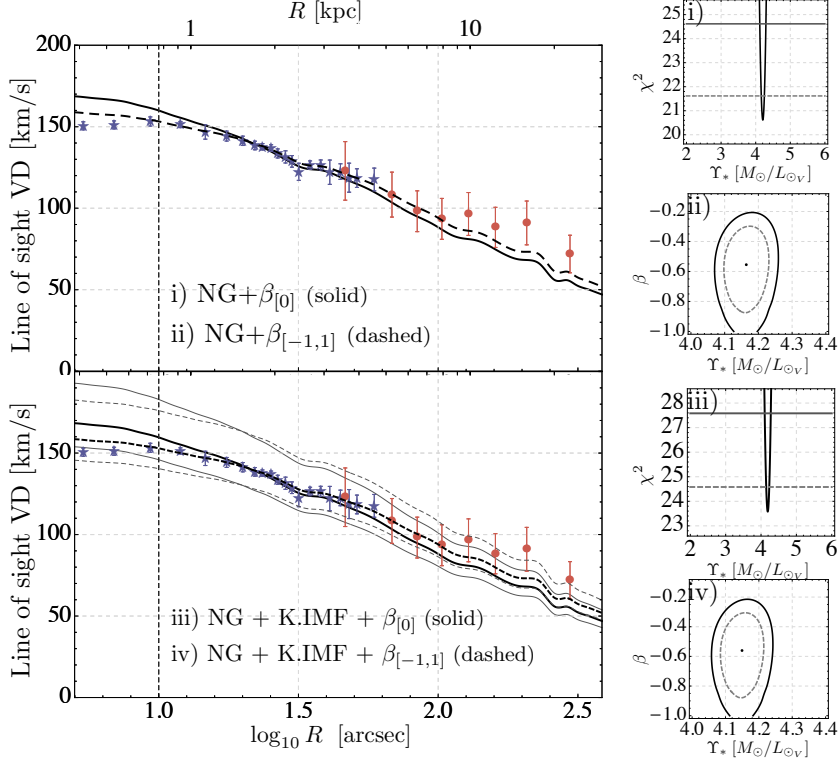 R [kpc]
1 10
Line of sight VD [km/s]
200
150
100
50
0
i) NG+β[0] (solid)
ii) NG+β[−1,1] (dashed)
Line of sight VD [km/s]
150
100
50
0
iii) NG + K.IMF + β[0] (solid)
iv) NG + K.IMF + β[−1,1] (dashed)
1.0 1.5 2.0 2.5
log10 R [arcsec]
i)
χ²
25
24
23
22
21
20
2 3 4 5 6
Υ* [M⊙/L⊙V]
ii)
β
−0.2
−0.4
−0.6
−0.8
−1.0
4.0 4.1 4.2 4.3 4.4
Υ* [M⊙/L⊙V]
iii)
χ²
28
27
26
25
24
23
2 3 4 5 6
Υ* [M⊙/L⊙V]
iv)
β
−0.2
−0.4
−0.6
−0.8
−1.0
4.0 4.1 4.2 4.3 4.4
Υ* [M⊙/L⊙V]